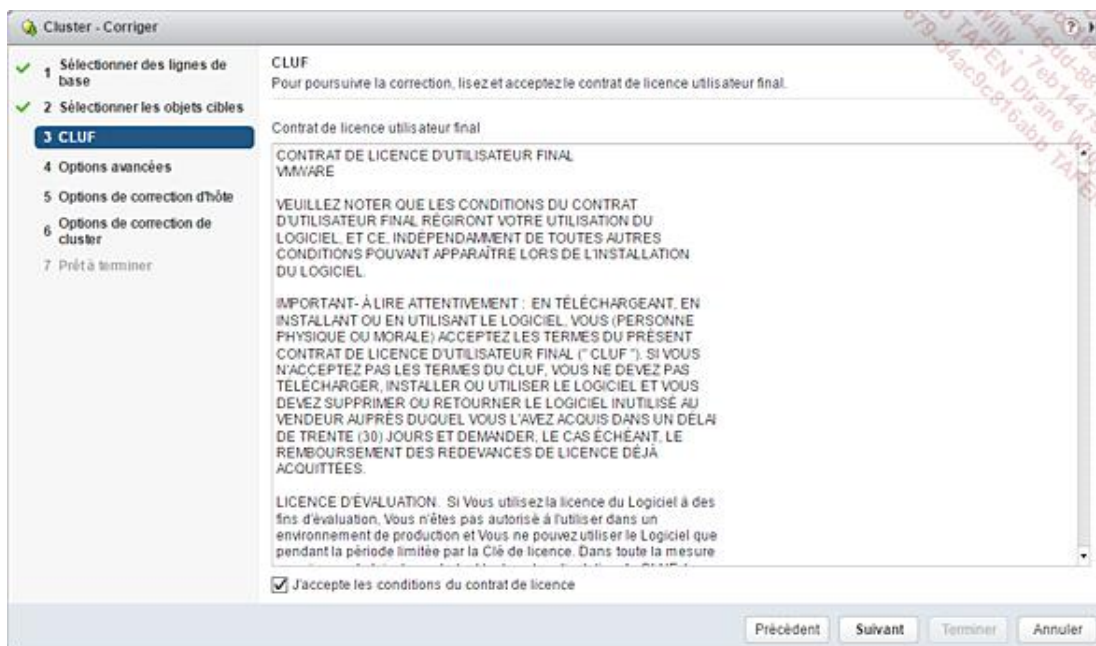 Cluster - Corriger
1 Sélectionner des lignes de
base
2 Sélectionner les objets cibles
3 CLUF
4 Options avancées
5 Options de correction d'hôte
6 Options de correction de
cluster
7 Prêt à terminer
CLUF
Pour poursuivre la correction, lisez et acceptez le contrat de licence utilisateur final.
Contrat de licence utilisateur final
CONTRAT DE LICENCE D'UTILISATEUR FINAL
VMWARE
VEUILLEZ NOTER QUE LES CONDITIONS DU CONTRAT
D'UTILISATEUR FINAL RÉGIRONT VOTRE UTILISATION DU
LOGICIEL, ET CE, INDÉPENDAMMENT DE TOUTES AUTRES
CONDITIONS POUVANT APPARAÎTRE LORS DE L'INSTALLATION
DU LOGICIEL.
IMPORTANT- À LIRE ATTENTIVEMENT : EN TÉLÉCHARGEANT, EN
INSTALLANT OU EN UTILISANT LE LOGICIEL, VOUS (PERSONNE
PHYSIQUE OU MORALE) ACCEPTEZ LES TERMES DU PRÉSENT
CONTRAT DE LICENCE D'UTILISATEUR FINAL (" CLUF "). SI VOUS
N'ACCEPTEZ PAS LES TERMES DU CLUF, VOUS NE DEVEZ PAS
TÉLÉCHARGER, INSTALLER OU UTILISER LE LOGICIEL ET VOUS
DEVEZ SUPPRIMER OU RETOURNER LE LOGICIEL INUTILISÉ AU
VENDEUR AUPRÈS DUQUEL VOUS L'AVEZ ACQUIS DANS UN DÉLAI
DE TRENTE (30) JOURS ET DEMANDER, LE CAS ÉCHÉANT, LE
REMBOURSEMENT DES REDEVANCES DE LICENCE DÉJÀ
ACQUITTÉES.
LICENCE D'ÉVALUATION. Si Vous utilisez la licence du Logiciel à des
fins d'évaluation, Vous n'êtes pas autorisé à l'utiliser dans un
environnement de production et Vous ne pouvez utiliser le Logiciel que
pendant la période limitée par la Clé de licence. Dans toute la mesure
J'accepte les conditions du contrat de licence
Précédent
Suivant
Terminer
Annuler